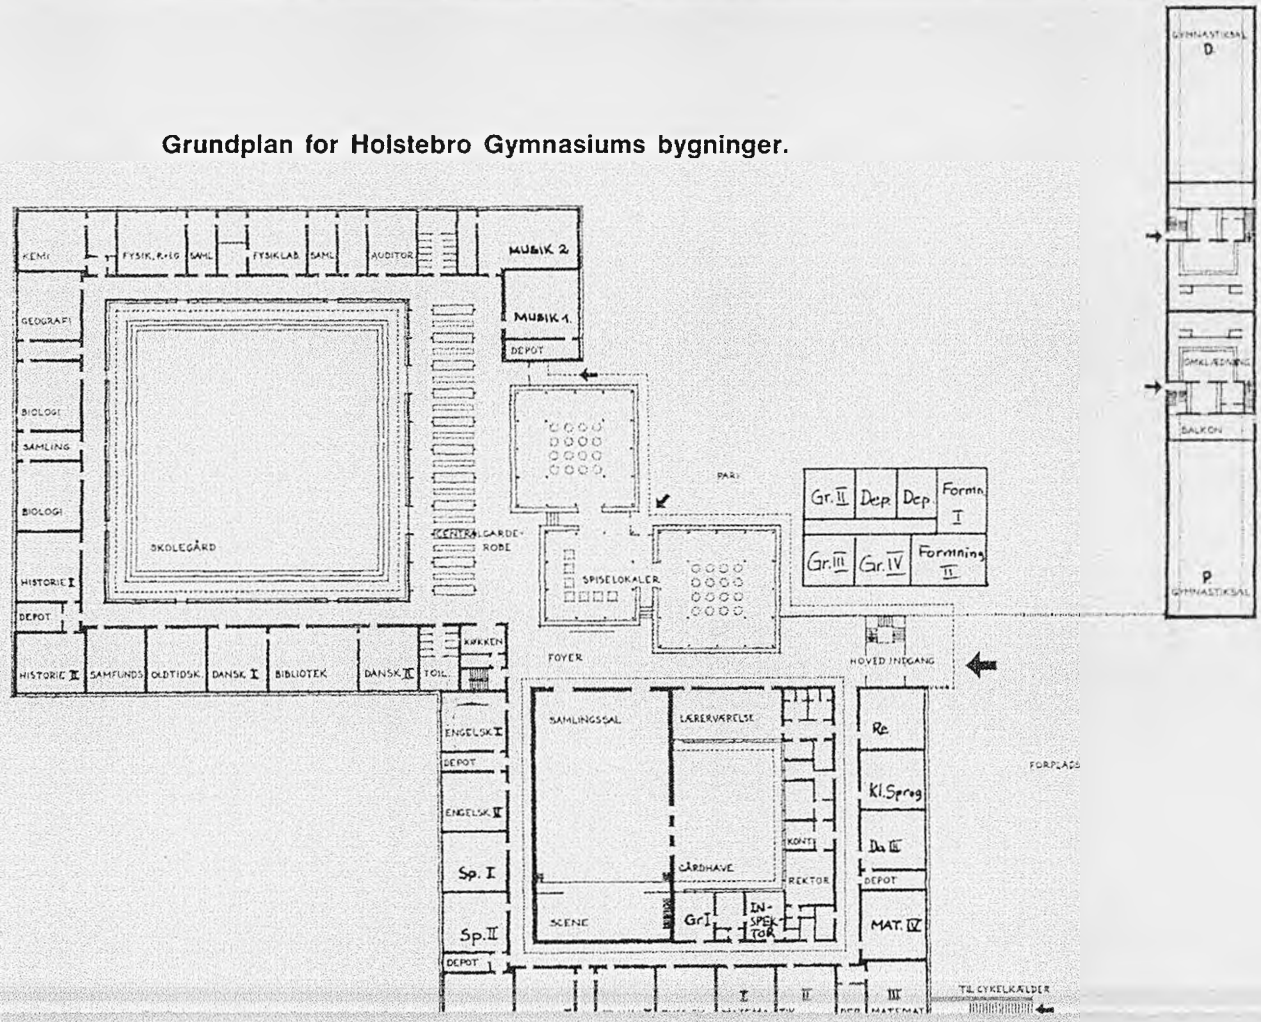 GYMNASTIKSAL
D.
Grundplan for Holstebro Gymnasiums bygninger.
KEMI
FYSIK, R+LG
SAML
FYSIKLAB.
SAML.
AUDITOR.
MUSIK 2
GEOGRAFI
MUSIK 1.
DEPOT
OMKLÆDNING
BIOLOGI
BALKON
SAMLING
PARK
Gr. II
Dep.
Dep.
Formn.
I
BIOLOGI
SKOLEGÅRD
CENTRALGARDE-
ROBE
Gr. III
Gr. IV
Formning
II
HISTORIE I
SPISELOKALER
P.
GYMNASTIKSAL
DEPOT
KØKKEN
FOYER
HOVEDINDGANG
HISTORIE II
SAMFUNDS
OLDTIDSK.
DANSK I
BIBLIOTEK
DANSK II
TOIL.
SAMLINGSSAL
LÆRERVÆRELSE
ENGELSK I
Re
DEPOT
FORPLADS
ENGELSK II
Kl. Sprog
KONT.
Da III
Sp. I
GÅRDHAVE
REKTOR
DEPOT
SCENE
Gr I
IN-
SPEK-
TOR
MAT. IV
Sp. II
DEPOT
I
II
III
TIL CYKELKÆLDER